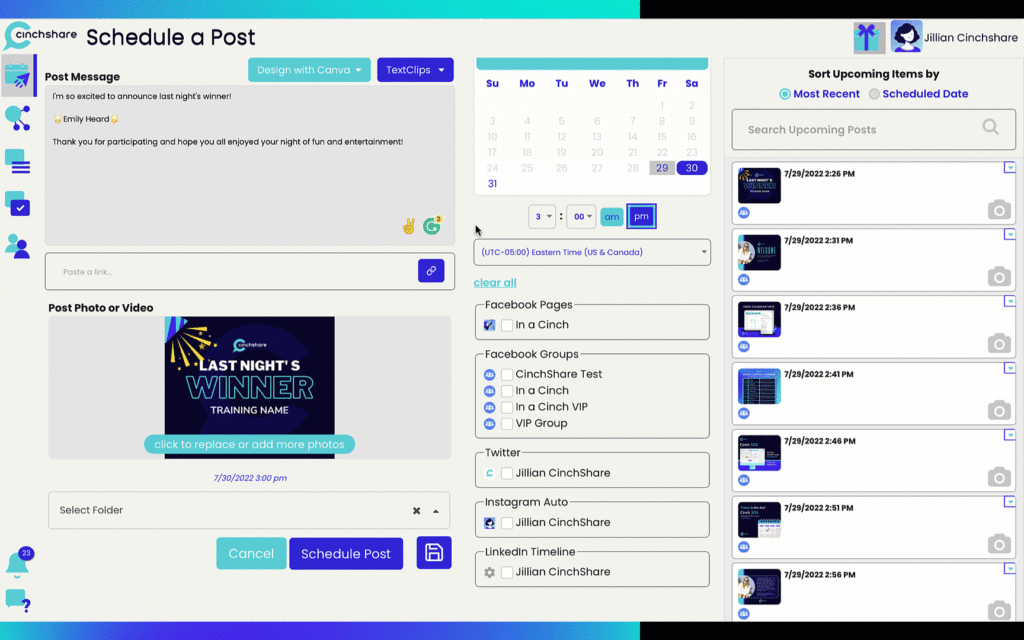 cinchshare
Schedule a Post
Jillian Cinchshare
Post Message
Design with Canva
TextClips
I'm so excited to announce last night's winner!
Emily Heard
Thank you for participating and hope you all enjoyed your night of fun and entertainment!
2
Paste a link...
Post Photo or Video
cinchshare
LAST NIGHT'S
WINNER
TRAINING NAME
click to replace or add more photos
7/30/2022 3:00 pm
Select Folder
Cancel
Schedule Post
23
?
Su Mo Tu We Th Fr Sa
1 2
3 4 5 6 7 8 9
10 11 12 13 14 15 16
17 18 19 20 21 22 23
24 25 26 27 28 29 30
31
3 : 00 am pm
(UTC-05:00) Eastern Time (US & Canada)
clear all
Facebook Pages
In a Cinch
Facebook Groups
CinchShare Test
In a Cinch
In a Cinch VIP
VIP Group
Twitter
Jillian CinchShare
Instagram Auto
Jillian CinchShare
LinkedIn Timeline
Jillian CinchShare
Sort Upcoming Items by
Most Recent Scheduled Date
Search Upcoming Posts
7/29/2022 2:26 PM
LAST NIGHT'S
WINNER
7/29/2022 2:31 PM
WELCOME
7/29/2022 2:36 PM
7/29/2022 2:41 PM
7/29/2022 2:46 PM
7/29/2022 2:51 PM
7/29/2022 2:56 PM